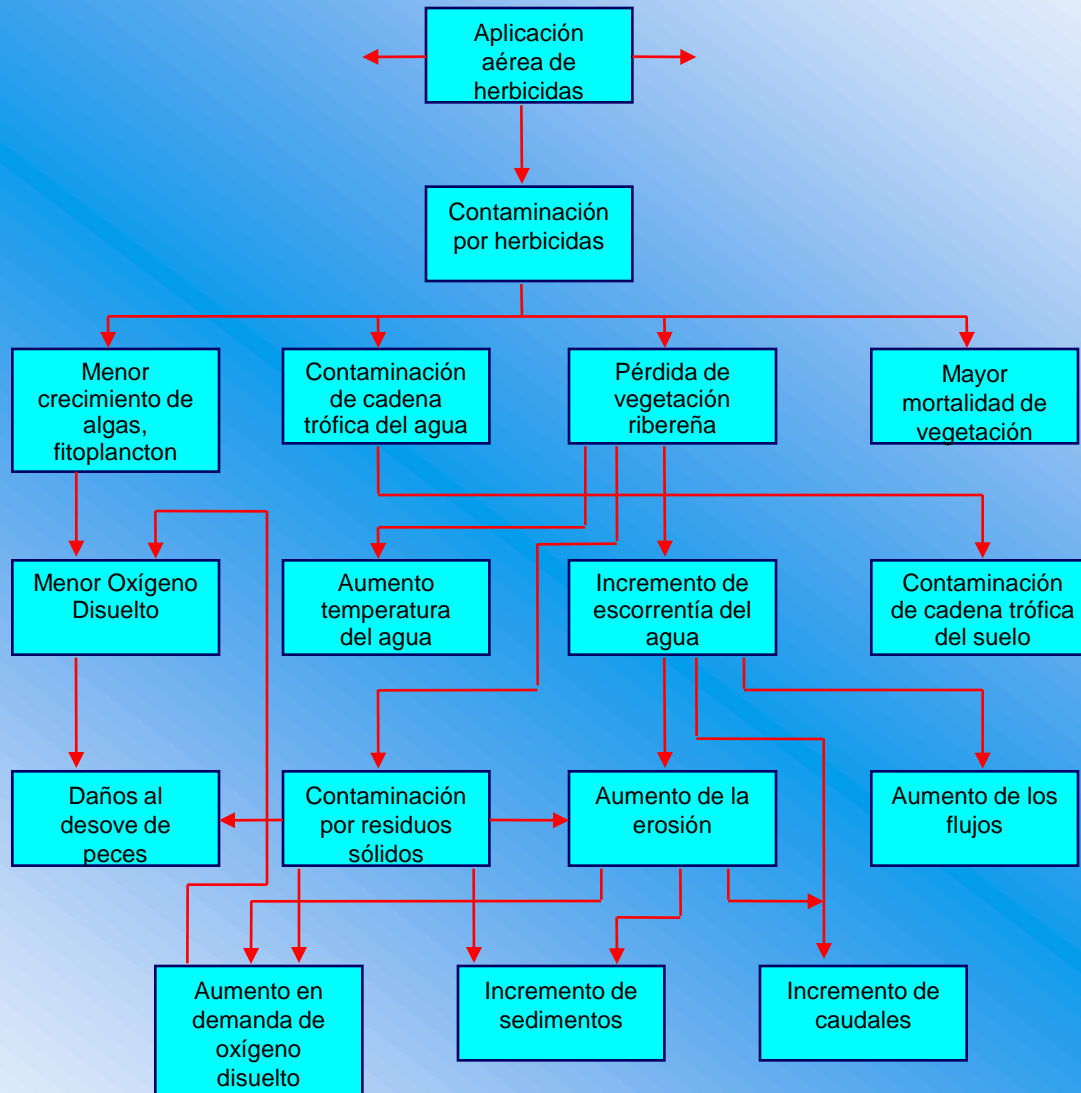 Aplicación
aérea de
herbicidas
Contaminación
por herbicidas
Menor
crecimiento de
algas,
fitoplancton
Contaminación
de cadena
trófica del agua
Pérdida de
vegetación
ribereña
Mayor
mortalidad de
vegetación
Menor Oxígeno
Disuelto
Aumento
temperatura
del agua
Incremento de
escorrentía del
agua
Contaminación
de cadena trófica
del suelo
Daños al
desove de
peces
Contaminación
por residuos
sólidos
Aumento de la
erosión
Aumento de los
flujos
Aumento en
demanda de
oxígeno
disuelto
Incremento de
sedimentos
Incremento de
caudales